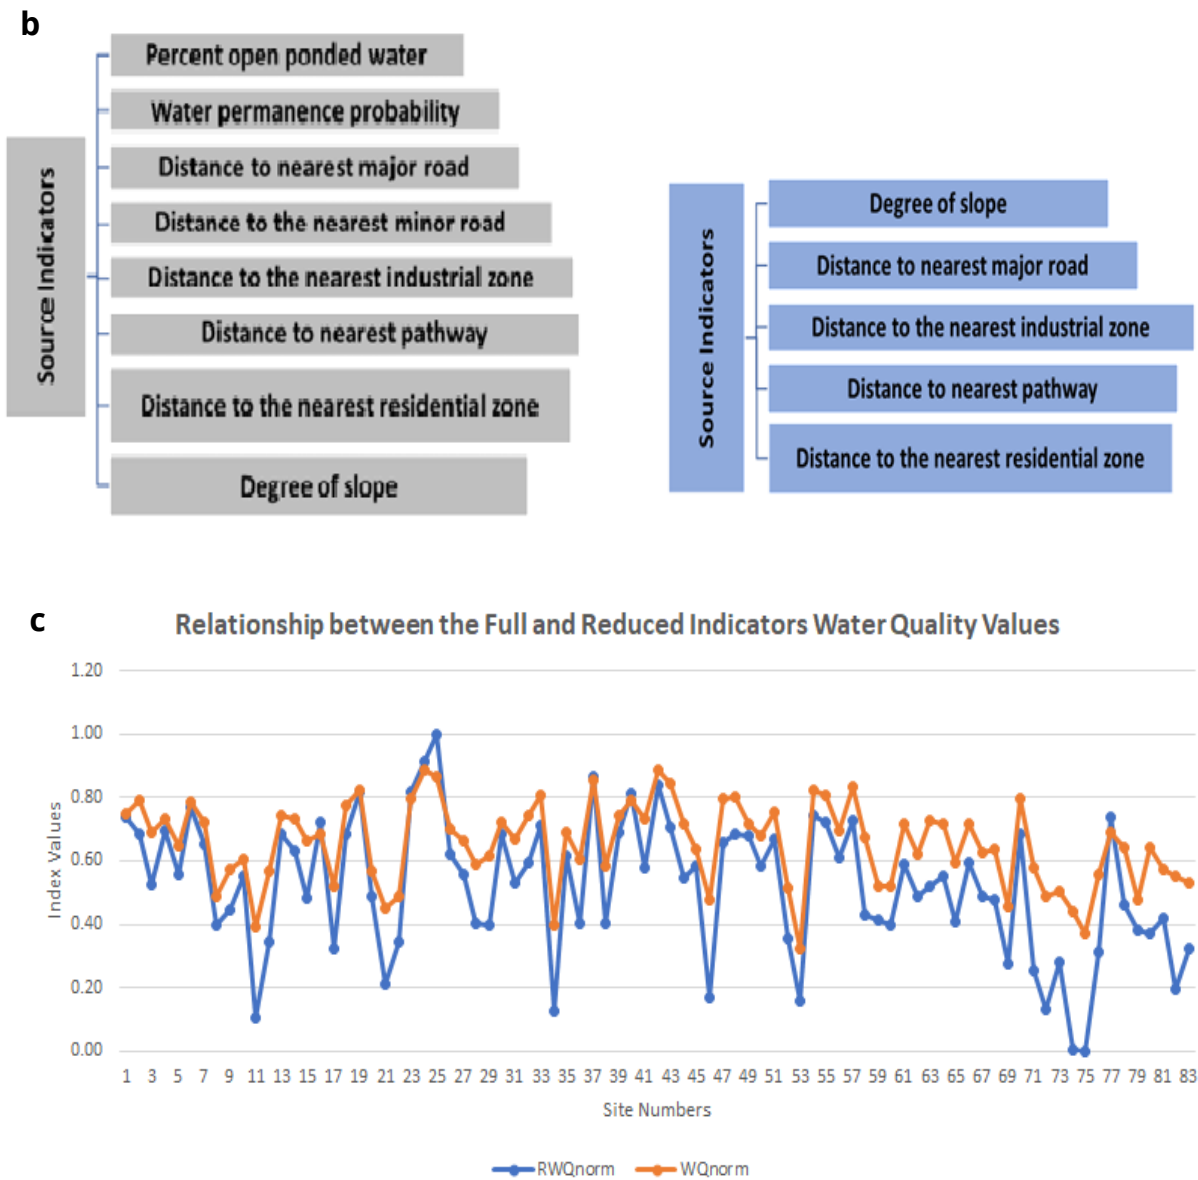 b
Percent open ponded water
Water permanence probability
Distance to nearest major road
Distance to the nearest minor road
Distance to the nearest industrial zone
Distance to nearest pathway
Distance to the nearest residential zone
Degree of slope
Source Indicators
Degree of slope
Distance to nearest major road
Distance to the nearest industrial zone
Distance to nearest pathway
Distance to the nearest residential zone
Source Indicators
c
Relationship between the Full and Reduced Indicators Water Quality Values
1.20
1.00
0.80
0.60
0.40
0.20
0.00
Index Values
1 3 5 7 9 11 13 15 17 19 21 23 25 27 29 31 33 35 37 39 41 43 45 47 49 51 53 55 57 59 61 63 65 67 69 71 73 75 77 79 81 83
Site Numbers
RWQnorm WQnorm